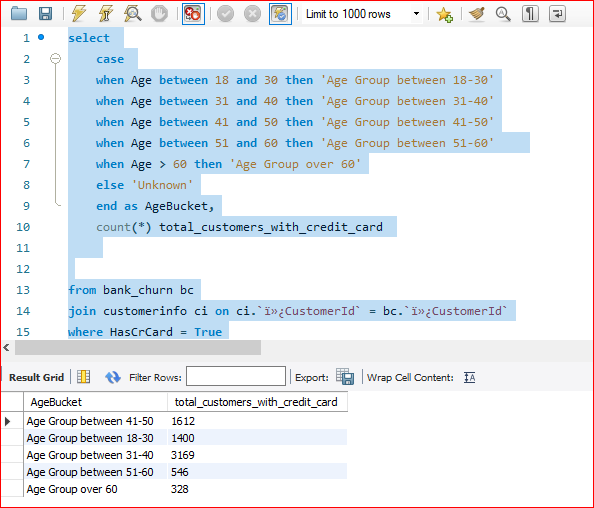 Limit to 1000 rows
1 select
2 case
3 when Age between 18 and 30 then 'Age Group between 18-30'
4 when Age between 31 and 40 then 'Age Group between 31-40'
5 when Age between 41 and 50 then 'Age Group between 41-50'
6 when Age between 51 and 60 then 'Age Group between 51-60'
7 when Age > 60 then 'Age Group over 60'
8 else 'Unknown'
9 end as AgeBucket,
10 count(*) total_customers_with_credit_card
11
12
13 from bank_churn bc
14 join customerinfo ci on ci.`ï»¿CustomerId` = bc.`ï»¿CustomerId`
15 where HasCrCard = True
Result Grid Filter Rows: Export: Wrap Cell Content:
AgeBucket total_customers_with_credit_card
Age Group between 41-50 1612
Age Group between 18-30 1400
Age Group between 31-40 3169
Age Group between 51-60 546
Age Group over 60 328